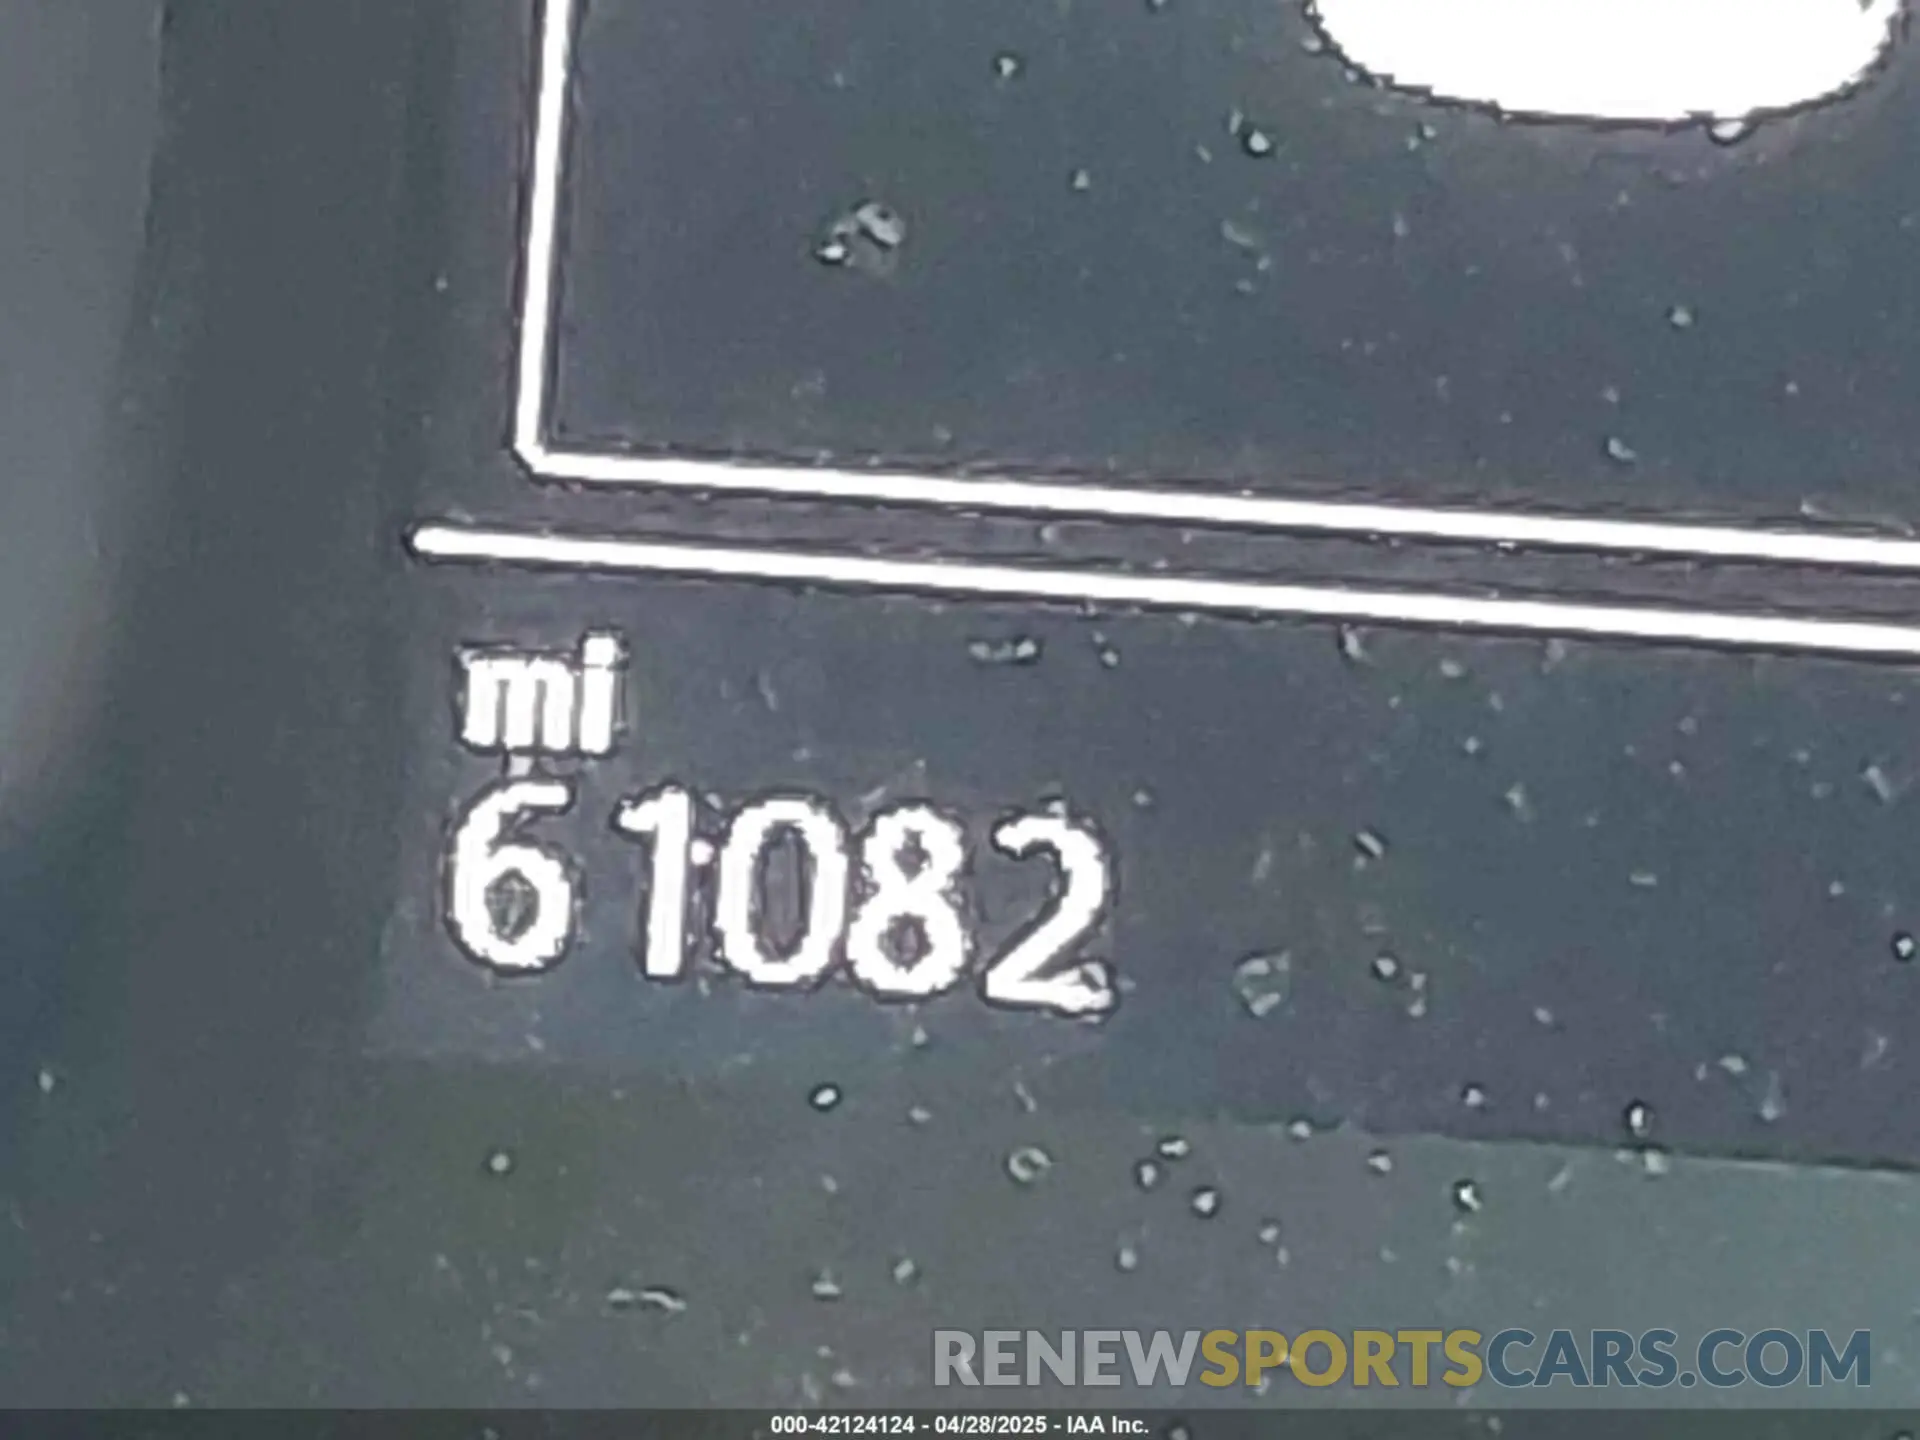 mi
61082
RENEWSPORTSCARS.COM
000-42124124 - 04/28/2025 - IAA Inc.